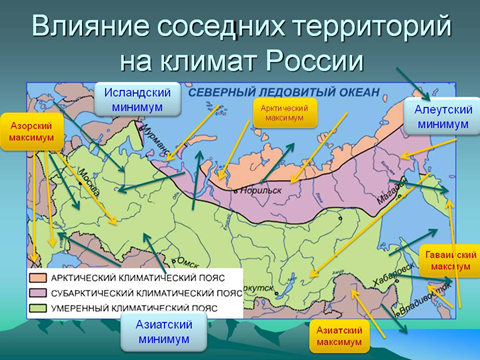 Влияние соседних территорий
на климат России
Исландский
минимум
СЕВЕРНЫЙ ЛЕДОВИТЫЙ ОКЕАН
Арктический
максимум
Алеутский
минимум
Азорский
максимум
Мурманск
Москва
Норильск
Магадан
Омск
Гавайский
максимум
Хабаровск
Владивосток
АРКТИЧЕСКИЙ КЛИМАТИЧЕСКИЙ ПОЯС
СУБАРКТИЧЕСКИЙ КЛИМАТИЧЕСКИЙ ПОЯС
УМЕРЕННЫЙ КЛИМАТИЧЕСКИЙ ПОЯС
Азиатский
минимум
Азиатский
максимум